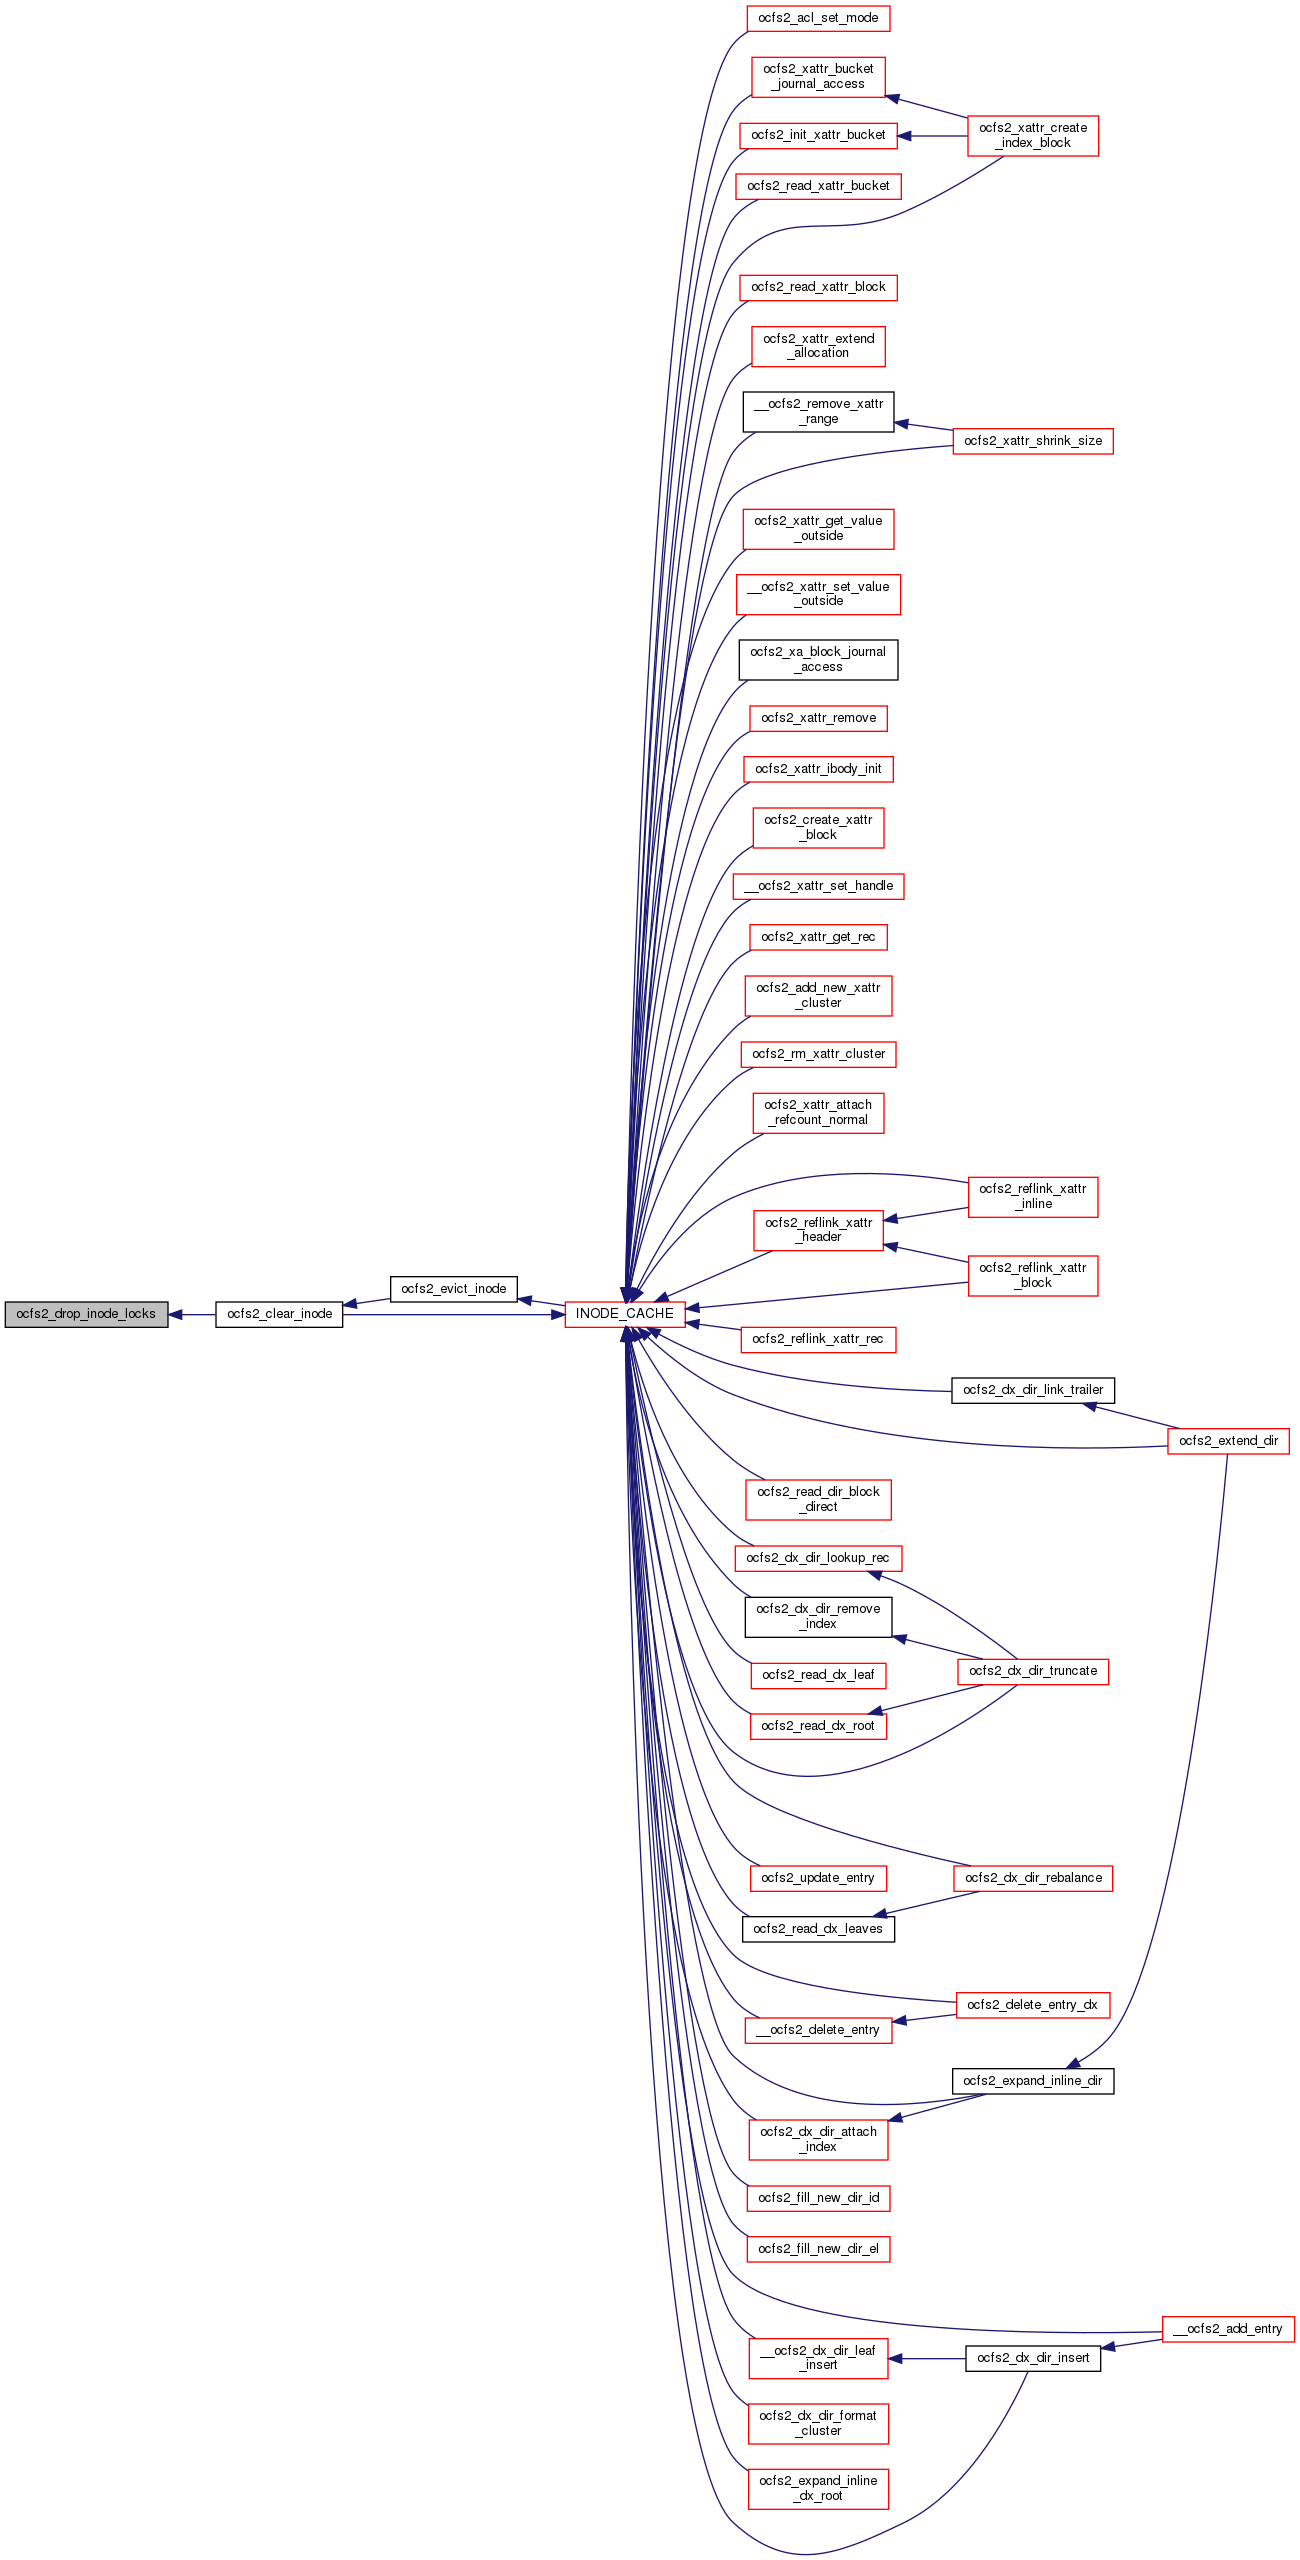 ocfs2_acl_set_mode
ocfs2_xattr_bucket
_journal_access
ocfs2_xattr_create
_index_block
ocfs2_init_xattr_bucket
ocfs2_read_xattr_bucket
ocfs2_read_xattr_block
ocfs2_xattr_extend
_allocation
__ocfs2_remove_xattr
_range
ocfs2_xattr_shrink_size
ocfs2_xattr_get_value
_outside
__ocfs2_xattr_set_value
_outside
ocfs2_xa_block_journal
_access
ocfs2_xattr_remove
ocfs2_xattr_ibody_init
ocfs2_create_xattr
_block
__ocfs2_xattr_set_handle
ocfs2_xattr_get_rec
ocfs2_add_new_xattr
_cluster
ocfs2_rm_xattr_cluster
ocfs2_xattr_attach
_refcount_normal
ocfs2_reflink_xattr
_inline
ocfs2_reflink_xattr
_header
ocfs2_reflink_xattr
_block
ocfs2_evict_inode
ocfs2_drop_inode_locks
ocfs2_clear_inode
INODE_CACHE
ocfs2_reflink_xattr_rec
ocfs2_dx_dir_link_trailer
ocfs2_extend_dir
ocfs2_read_dir_block
_direct
ocfs2_dx_dir_lookup_rec
ocfs2_dx_dir_remove
_index
ocfs2_read_dx_leaf
ocfs2_dx_dir_truncate
ocfs2_read_dx_root
ocfs2_update_entry
ocfs2_dx_dir_rebalance
ocfs2_read_dx_leaves
ocfs2_delete_entry_dx
__ocfs2_delete_entry
ocfs2_expand_inline_dir
ocfs2_dx_dir_attach
_index
ocfs2_fill_new_dir_id
ocfs2_fill_new_dir_el
__ocfs2_add_entry
__ocfs2_dx_dir_leaf
_insert
ocfs2_dx_dir_insert
ocfs2_dx_dir_format
_cluster
ocfs2_expand_inline
_dx_root